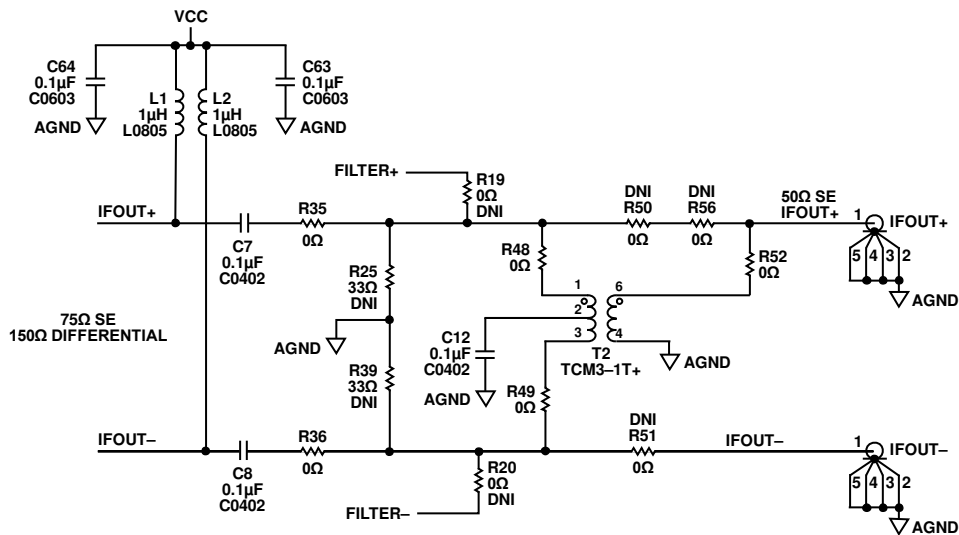 VCC
C64
0.1µF
C0603
AGND
L1
1µH
L0805
L2
1µH
L0805
C63
0.1µF
C0603
AGND
FILTER+
R19
0Ω
DNI
IFOUT+
C7
0.1µF
C0402
R35
0Ω
DNI
R50
0Ω
DNI
R56
0Ω
50Ω SE
IFOUT+
1
IFOUT+
5
4
3
2
AGND
R48
0Ω
R52
0Ω
R25
33Ω
DNI
AGND
R39
33Ω
DNI
75Ω SE
150Ω DIFFERENTIAL
C12
0.1µF
C0402
AGND
1
2
3
6
4
T2
TCM3–1T+
AGND
R49
0Ω
IFOUT–
C8
0.1µF
C0402
R36
0Ω
R20
0Ω
DNI
FILTER–
DNI
R51
0Ω
IFOUT–
1
IFOUT–
5
4
3
2
AGND